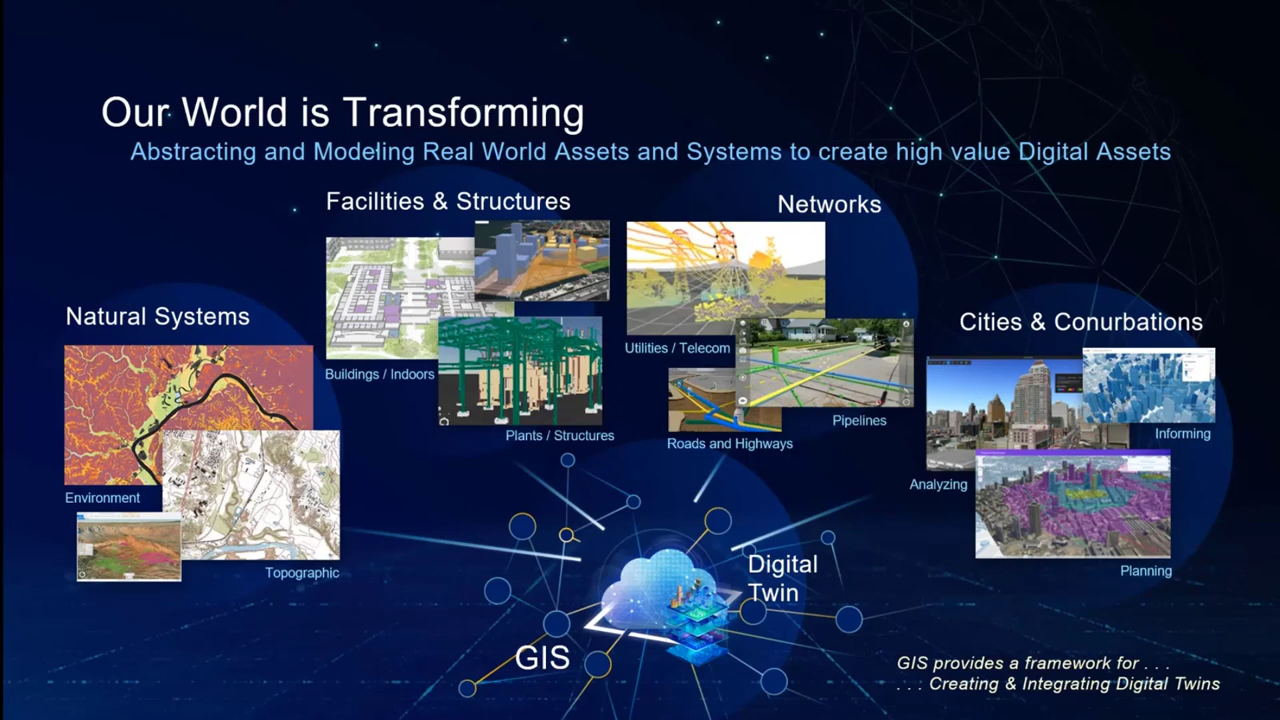 Our World is Transforming
Abstracting and Modeling Real World Assets and Systems to create high value Digital Assets
Facilities & Structures
Networks
Natural Systems
Cities & Conurbations
Utilities / Telecom
Buildings / Indoors
Pipelines
Plants / Structures
Roads and Highways
Informing
Analyzing
Environment
Topographic
Planning
Digital
Twin
GIS
GIS provides a framework for . . .
. . . Creating & Integrating Digital Twins